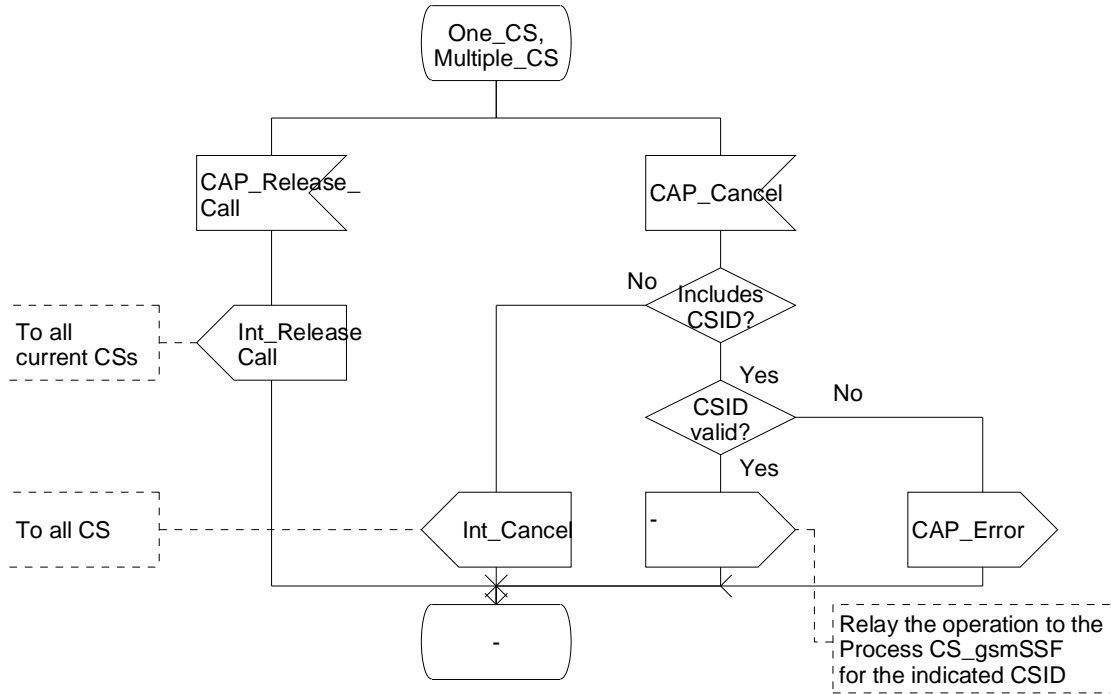 One_CS,
Multiple_CS
CAP_Release_
Call
CAP_Cancel
No
Includes
CSID?
To all
current CSs
Int_Release
Call
Yes
No
CSID
valid?
Yes
To all CS
Int_Cancel
-
CAP_Error
-
Relay the operation to the
Process CS_gsmSSF
for the indicated CSID